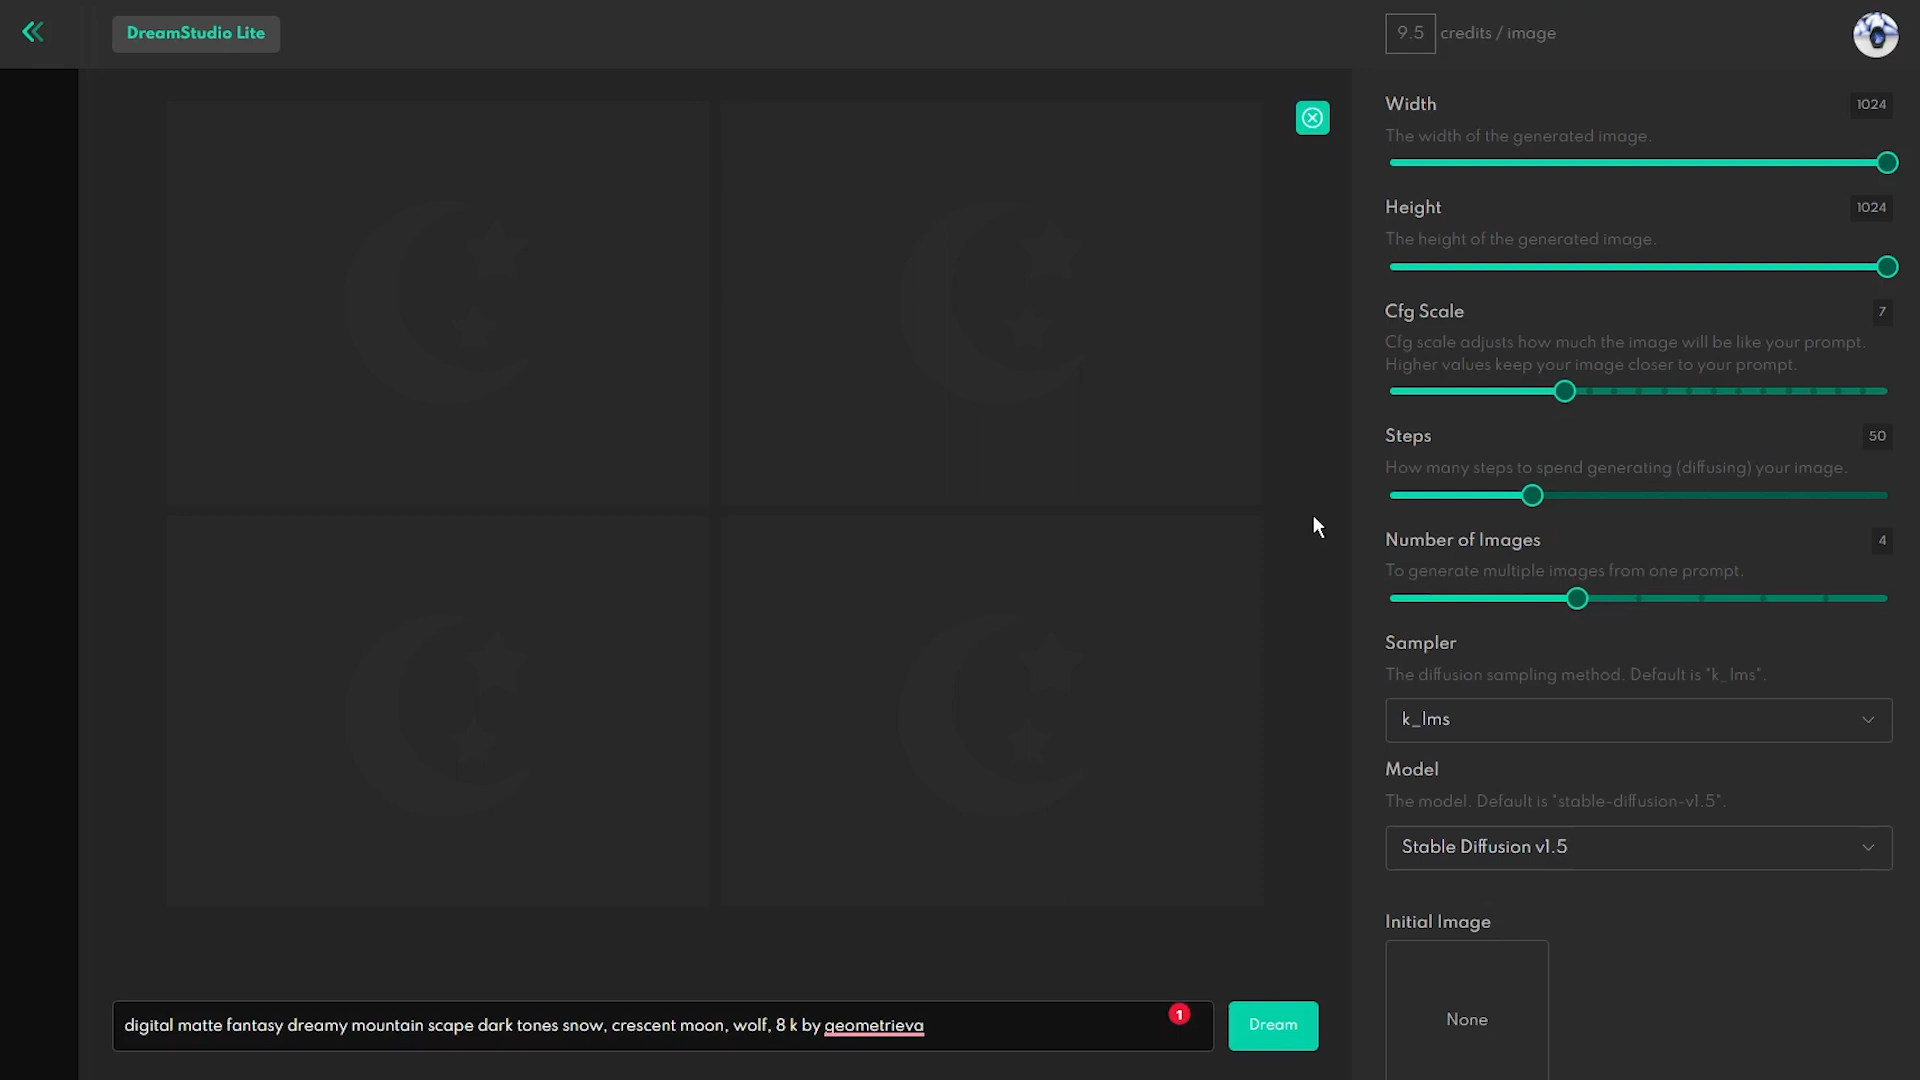 DreamStudio Lite
9.5 credits / image
Width 1024
The width of the generated image.
Height 1024
The height of the generated image.
Cfg Scale 7
Cfg scale adjusts how much the image will be like your prompt.
Higher values keep your image closer to your prompt.
Steps 50
How many steps to spend generating (diffusing) your image.
Number of Images 4
To generate multiple images from one prompt.
Sampler
The diffusion sampling method. Default is "k_lms".
k_lms
Model
The model. Default is "stable-diffusion-v1.5".
Stable Diffusion v1.5
Initial Image
None
digital matte fantasy dreamy mountain scape dark tones snow, crescent moon, wolf, 8 k by geometrieva
1
Dream